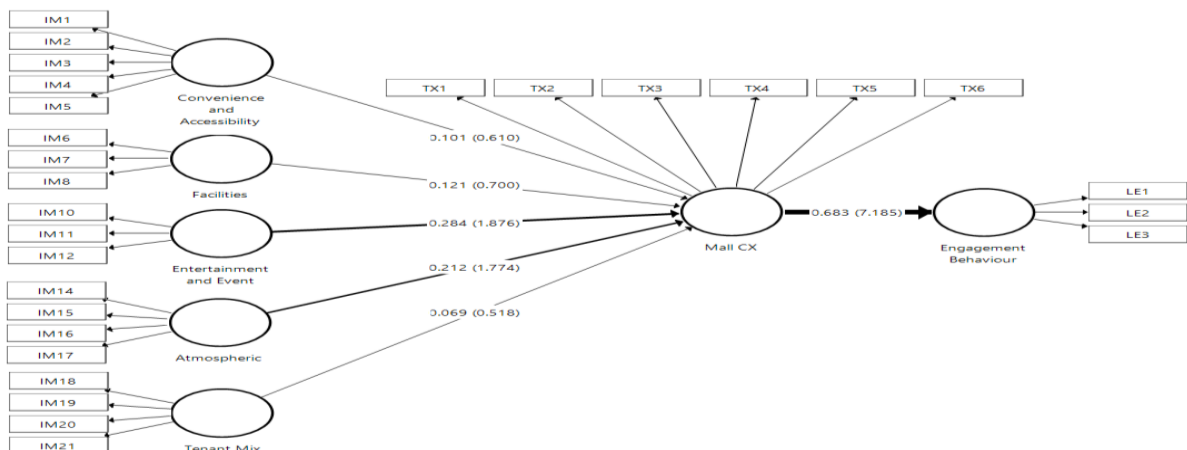 IM1
IM2
IM3
IM4
IM5
Convenience
and
Accessibility
IM6
IM7
IM8
Facilities
IM10
IM11
IM12
Entertainment
and Event
IM14
IM15
IM16
IM17
Atmospheric
IM18
IM19
IM20
IM21
Tenant Mix
0.101 (0.610)
0.121 (0.700)
0.284 (1.876)
0.212 (1.774)
0.069 (0.518)
TX1
TX2
TX3
TX4
TX5
TX6
Mall CX
0.683 (7.185)
Engagement
Behaviour
LE1
LE2
LE3